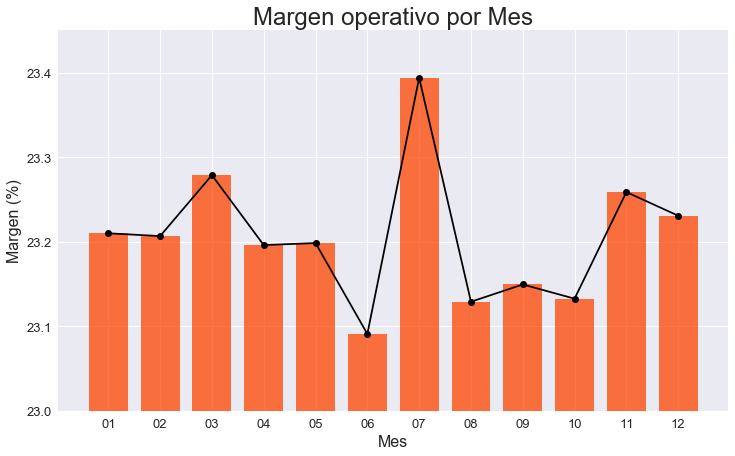 Margen operativo por Mes
Margen (%)
23.4
23.3
23.2
23.1
23.0
01 02 03 04 05 06 07 08 09 10 11 12
Mes